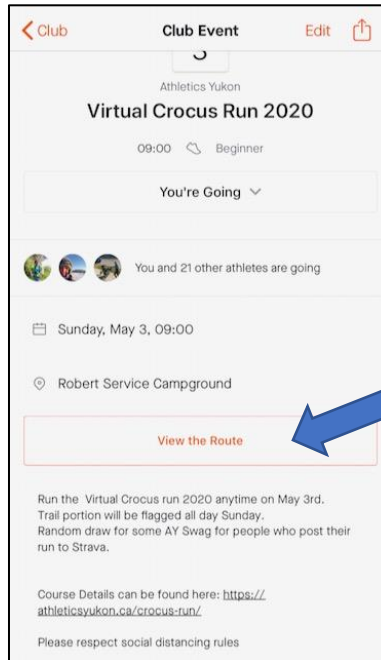 Club Club Event Edit
3
Athletics Yukon
Virtual Crocus Run 2020
09:00 Beginner
You're Going
You and 21 other athletes are going
Sunday, May 3, 09:00
Robert Service Campground
View the Route
Run the Virtual Crocus run 2020 anytime on May 3rd.
Trail portion will be flagged all day Sunday.
Random draw for some AY Swag for people who post their
run to Strava.
Course Details can be found here: https://
athleticsyukon.ca/crocus-run/
Please respect social distancing rules